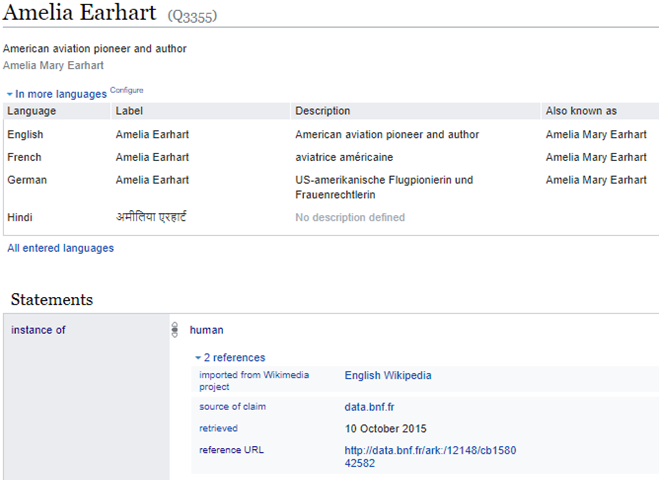 Amelia Earhart (Q3355)
American aviation pioneer and author
Amelia Mary Earhart
In more languages Configure
Language Label Description Also known as
English Amelia Earhart American aviation pioneer and author Amelia Mary Earhart
French Amelia Earhart aviatrice américaine Amelia Mary Earhart
German Amelia Earhart US-amerikanische Flugpionierin und Amelia Mary Earhart
Frauenrechtlerin
Hindi अमीलिया एरहार्ट No description defined
All entered languages
Statements
instance of human
2 references
imported from Wikimedia English Wikipedia
project
source of claim data.bnf.fr
retrieved 10 October 2015
reference URL http://data.bnf.fr/ark:/12148/cb1580
42582